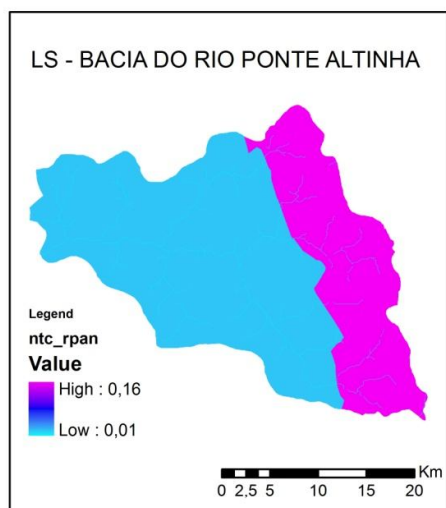 LS - BACIA DO RIO PONTE ALTINHA
Legend
ntc_rpan
Value
High : 0,16
Low : 0,01
Km
0 2,5 5 10 15 20